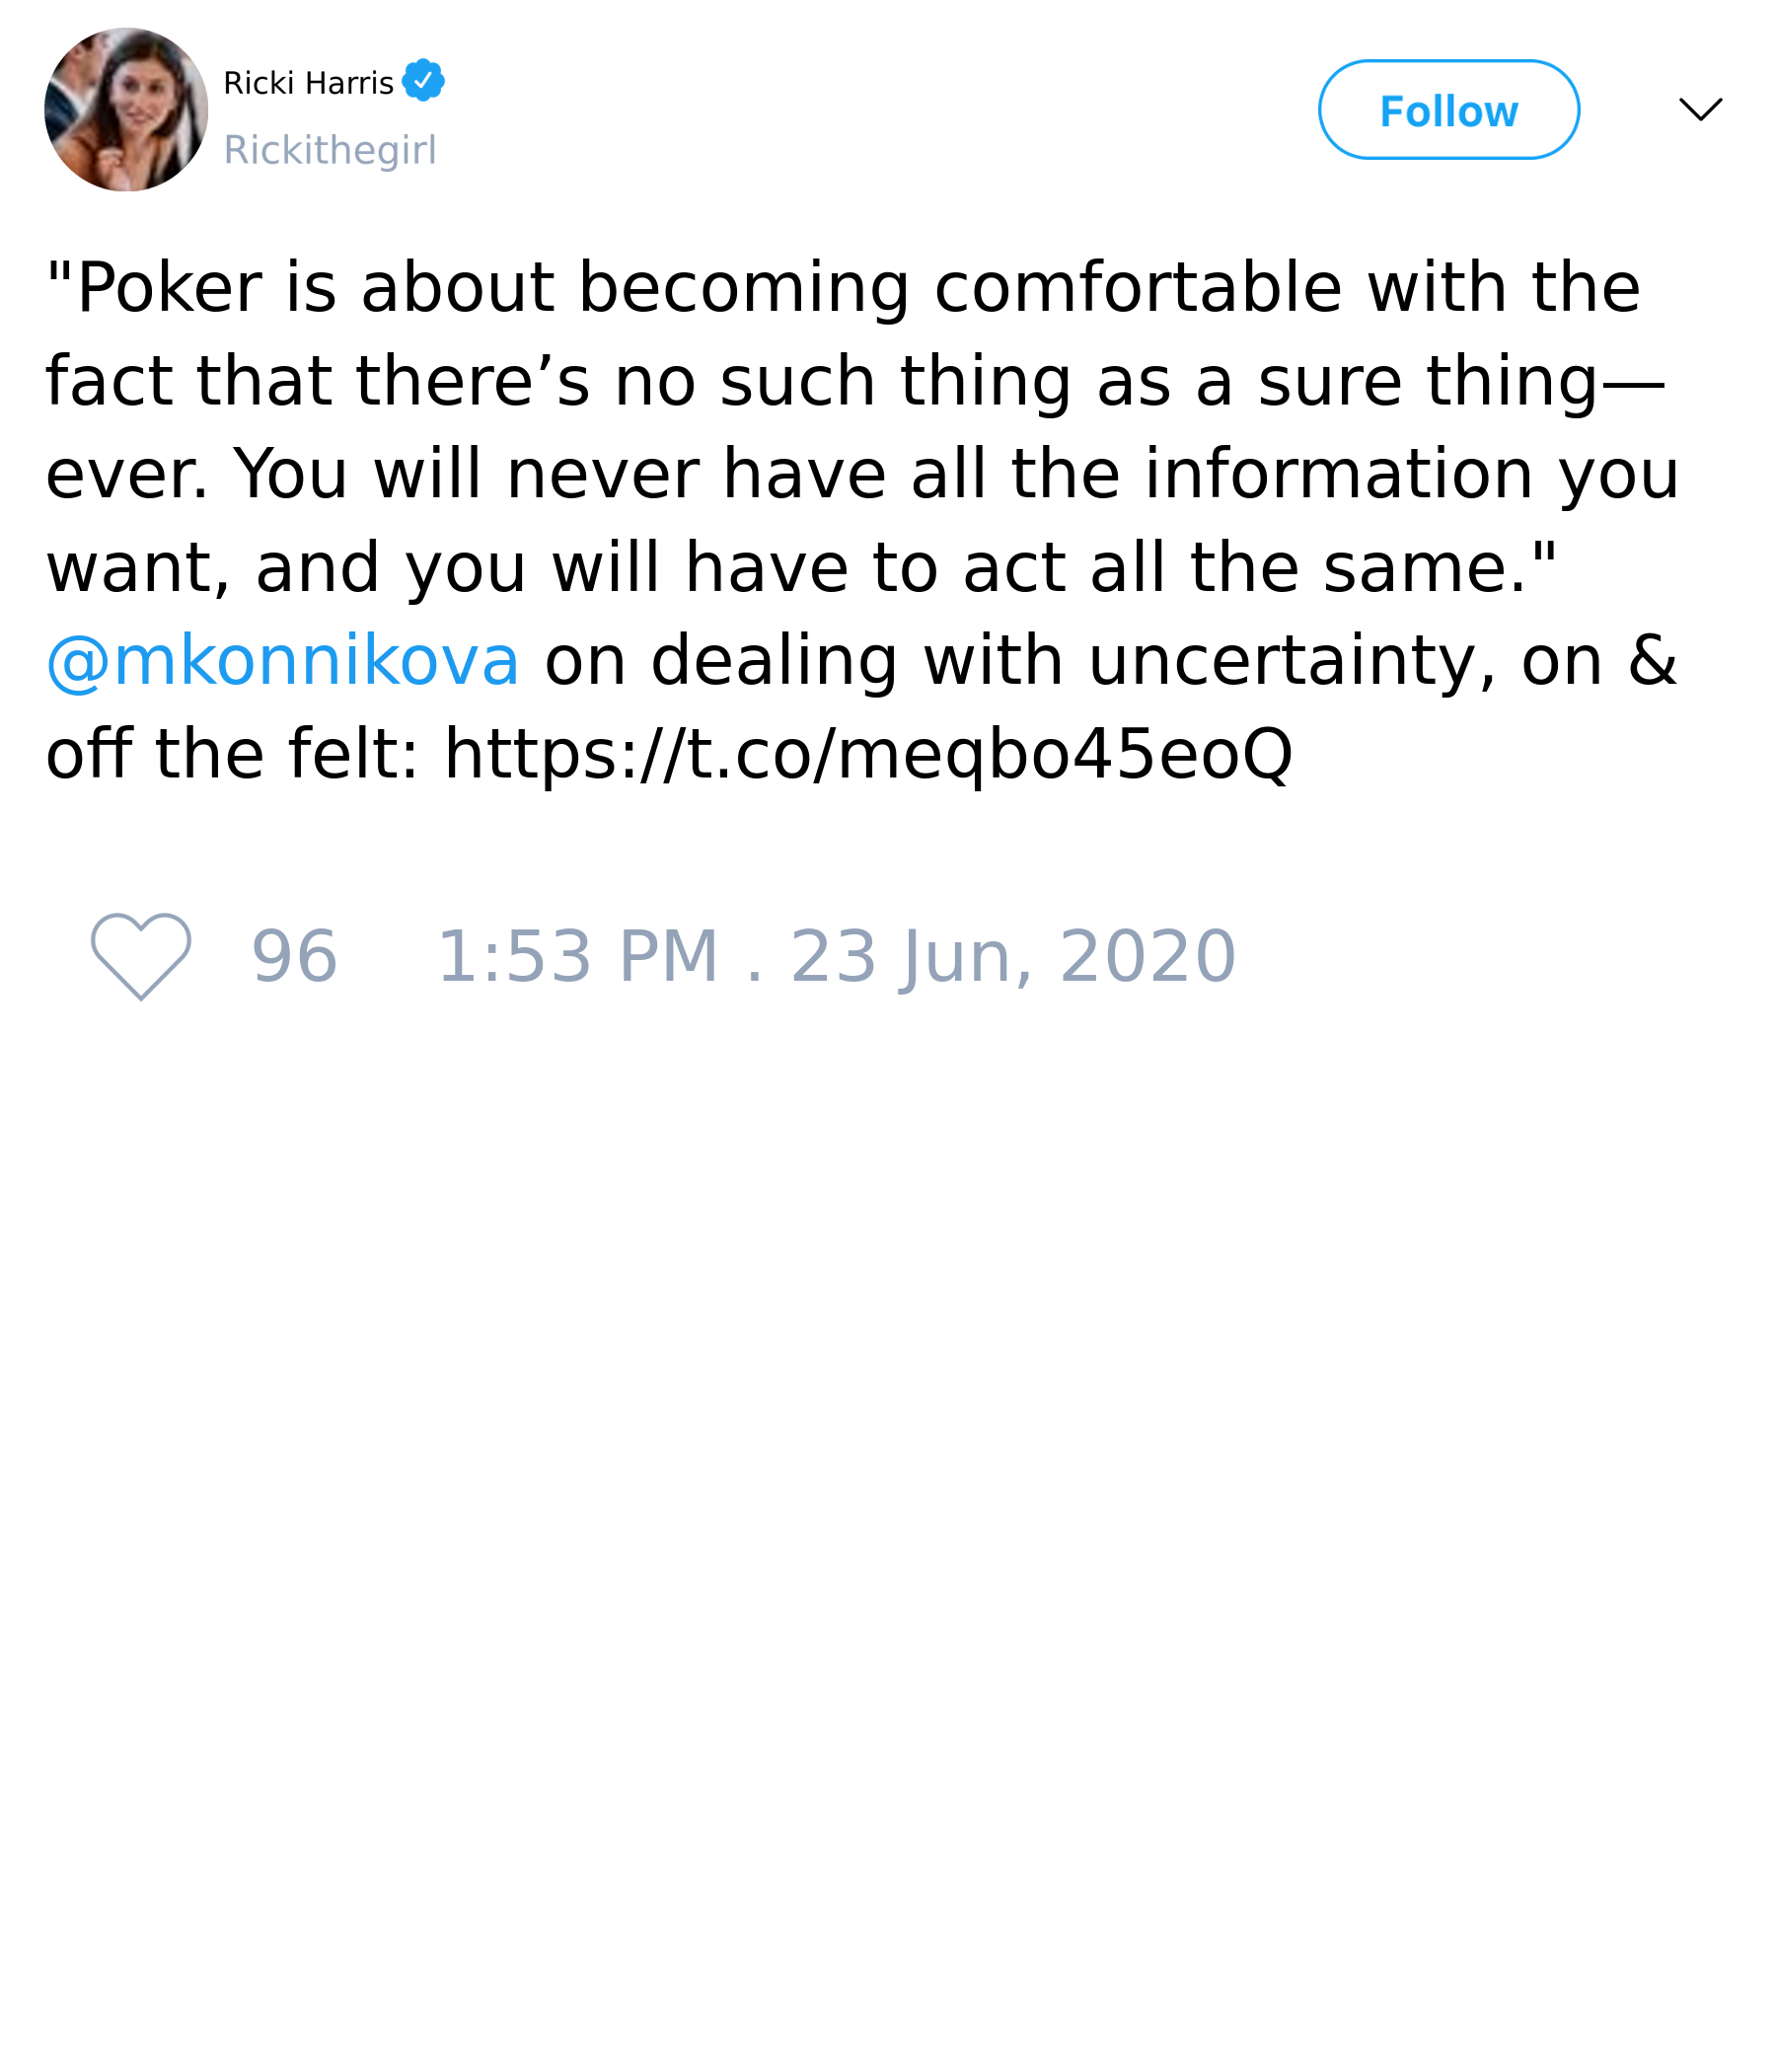 Ricki Harris
Rickithegirl
Follow
"Poker is about becoming comfortable with the
fact that there’s no such thing as a sure thing—
ever. You will never have all the information you
want, and you will have to act all the same."
@mkonnikova on dealing with uncertainty, on &
off the felt: https://t.co/meqbo45eoQ
96 1:53 PM . 23 Jun, 2020